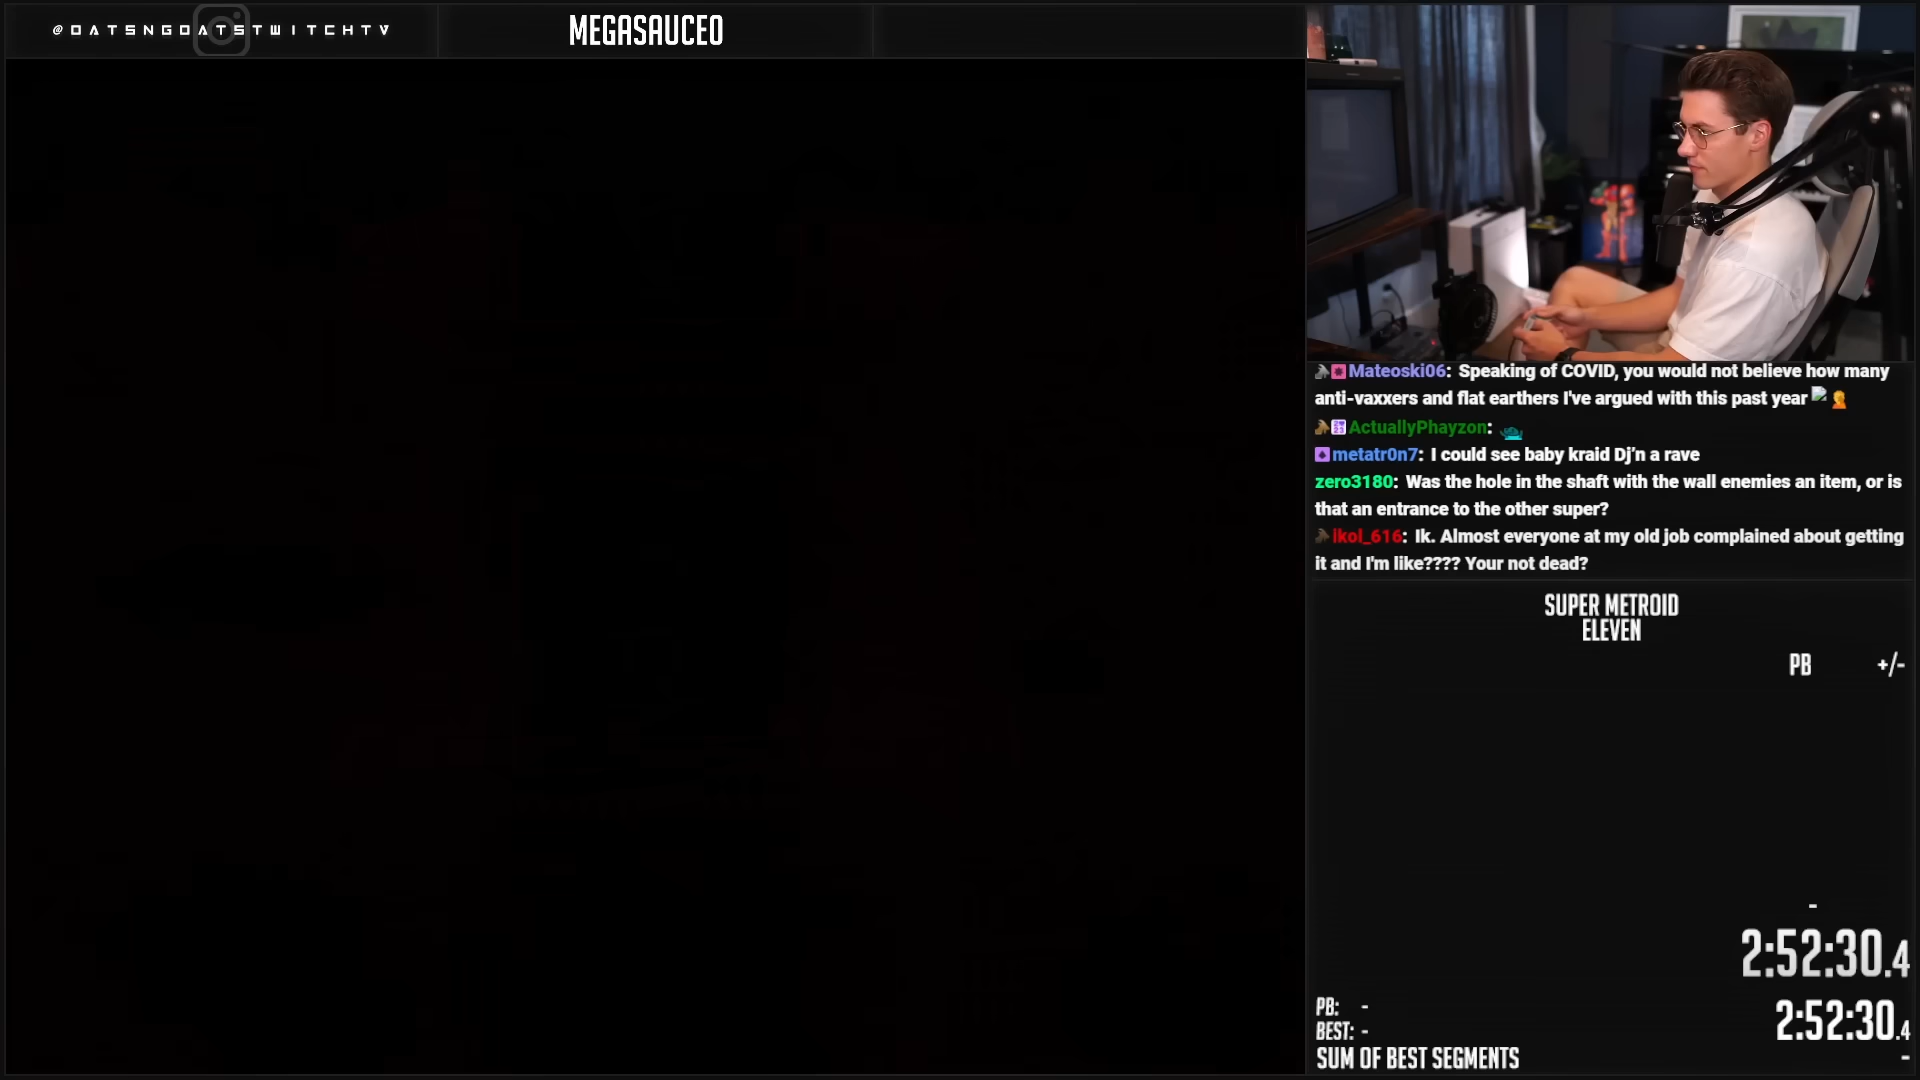 @OATSNGOATSTWITCHTV
MEGASAUCEO
Mateoski06: Speaking of COVID, you would not believe how many
anti-vaxxers and flat earthers I've argued with this past year
ActuallyPhayzon:
metatr0n7: I could see baby kraid Dj'n a rave
zero3180: Was the hole in the shaft with the wall enemies an item, or is
that an entrance to the other super?
ikol_616: Ik. Almost everyone at my old job complained about getting
it and I'm like???? Your not dead?
SUPER METROID
ELEVEN
PB +/-
-
2:52:30.4
PB: -
2:52:30.4
BEST: -
SUM OF BEST SEGMENTS -